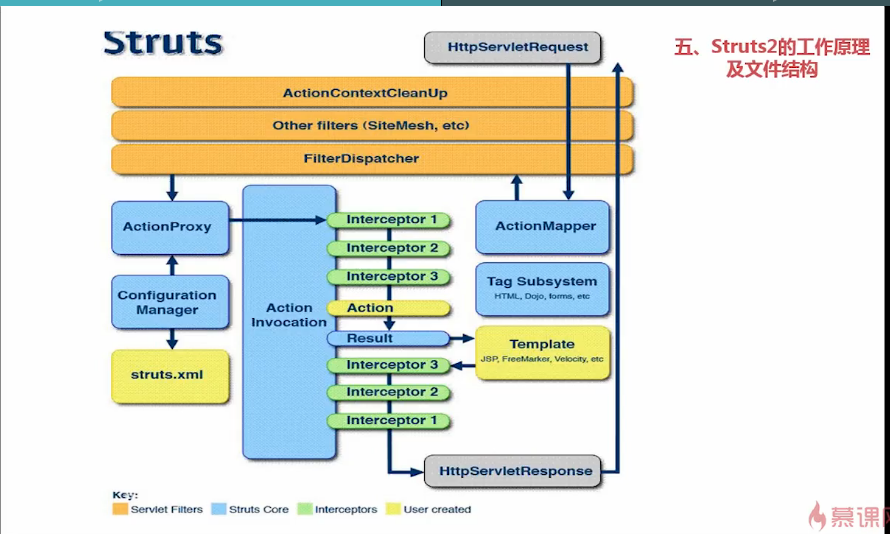 Struts
HttpServletRequest
五、Struts2的工作原理
及文件结构
ActionContextCleanUp
Other filters (SiteMesh, etc)
FilterDispatcher
ActionProxy
Interceptor 1
ActionMapper
Interceptor 2
Interceptor 3
Tag Subsystem
HTML, Dojo, forms, etc
Configuration
Manager
Action
Invocation
Action
Result
Template
JSP, FreeMarker, Velocity, etc
struts.xml
Interceptor 3
Interceptor 2
Interceptor 1
HttpServletResponse
Key:
Servlet Filters
Struts Core
Interceptors
User created
慕课